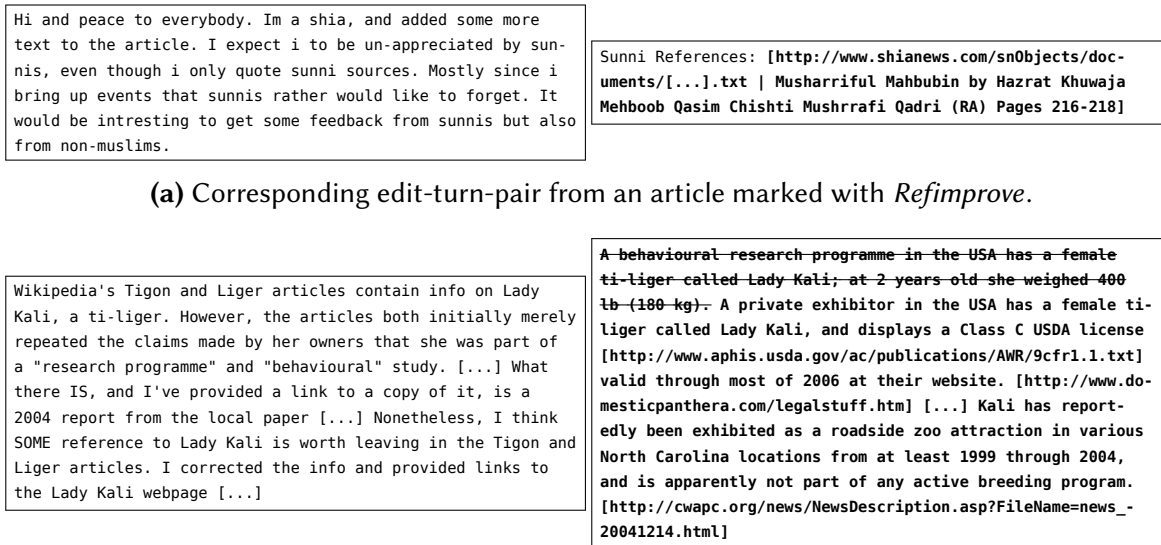 Hi and peace to everybody. Im a shia, and added some more
text to the article. I expect i to be un-appreciated by sun-
nis, even though i only quote sunni sources. Mostly since i
bring up events that sunnis rather would like to forget. It
would be intresting to get some feedback from sunnis but also
from non-muslims.
Sunni References: [http://www.shianews.com/snObjects/doc-
uments/[...].txt | Musharriful Mahbubin by Hazrat Khuwaja
Mehboob Qasim Chishti Mushrrafi Qadri (RA) Pages 216-218]
(a) Corresponding edit-turn-pair from an article marked with Refimprove.
Wikipedia's Tigon and Liger articles contain info on Lady
Kali, a ti-liger. However, the articles both initially merely
repeated the claims made by her owners that she was part of
a "research programme" and "behavioural" study. [...] What
there IS, and I've provided a link to a copy of it, is a
2004 report from the local paper [...] Nonetheless, I think
SOME reference to Lady Kali is worth leaving in the Tigon and
Liger articles. I corrected the info and provided links to
the Lady Kali webpage [...]
A behavioural research programme in the USA has a female
ti-liger called Lady Kali; at 2 years old she weighed 400
lb (180 kg). A private exhibitor in the USA has a female ti-
liger called Lady Kali, and displays a Class C USDA license
[http://www.aphis.usda.gov/ac/publications/AWR/9cfr1.1.txt]
valid through most of 2006 at their website. [http://www.do-
mesticpanthera.com/legalstuff.htm] [...] Kali has report-
edly been exhibited as a roadside zoo attraction in various
North Carolina locations from at least 1999 through 2004,
and is apparently not part of any active breeding program.
[http://cwapc.org/news/NewsDescription.asp?FileName=news_-
20041214.html]